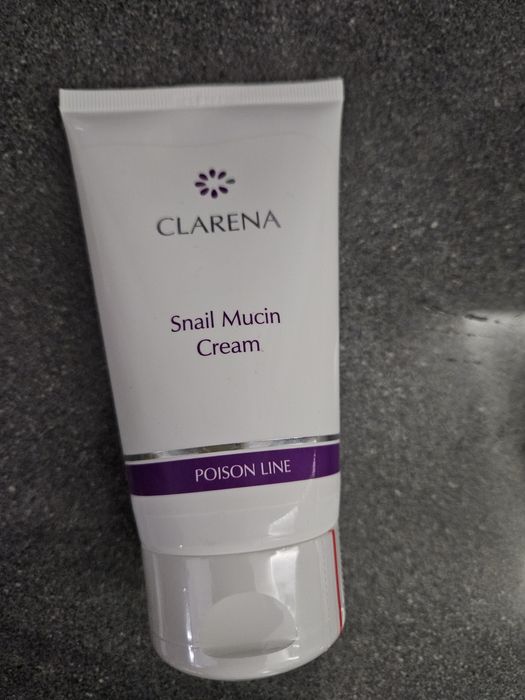 CLARENA
Snail Mucin
Cream
POISON LINE